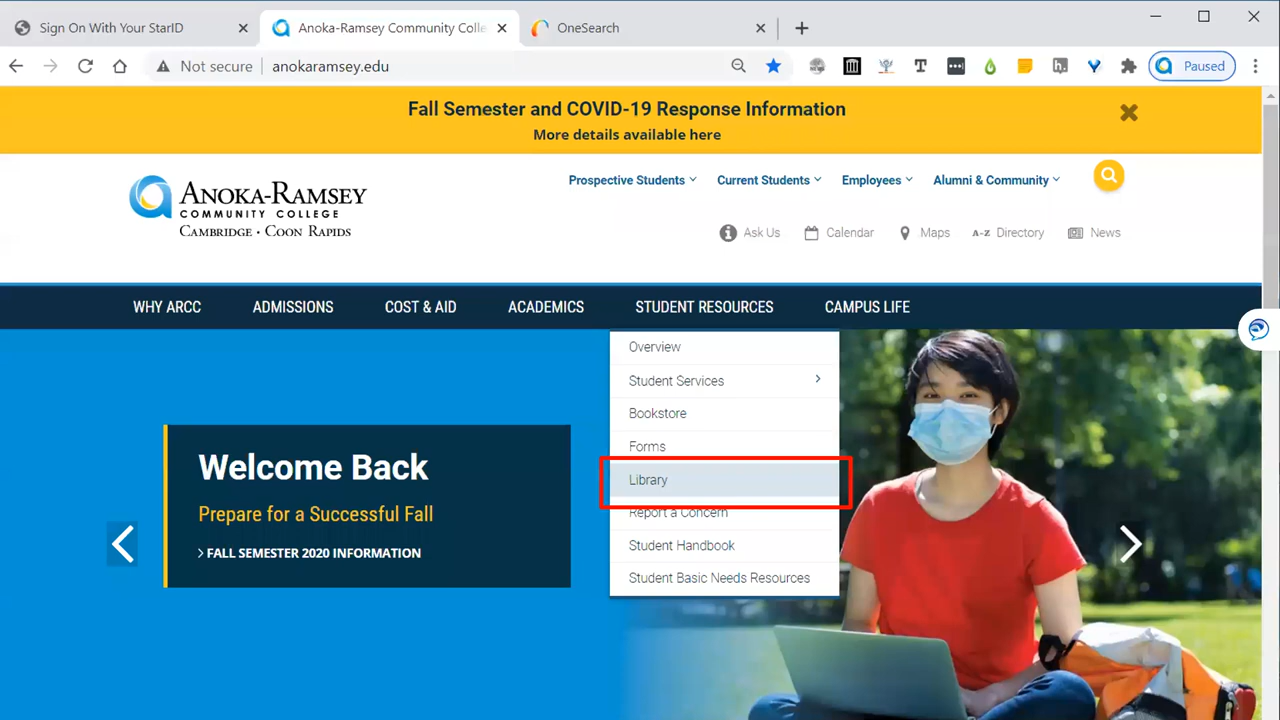 Sign On With Your StarID
Anoka-Ramsey Community Colle
OneSearch
Not secure
anokaramsey.edu
Paused
Fall Semester and COVID-19 Response Information
More details available here
ANOKA-RAMSEY
COMMUNITY COLLEGE
CAMBRIDGE • COON RAPIDS
Prospective Students
Current Students
Employees
Alumni & Community
Ask Us
Calendar
Maps
A-Z Directory
News
WHY ARCC
ADMISSIONS
COST & AID
ACADEMICS
STUDENT RESOURCES
CAMPUS LIFE
Overview
Student Services
Bookstore
Forms
Library
Report a Concern
Student Handbook
Student Basic Needs Resources
Welcome Back
Prepare for a Successful Fall
FALL SEMESTER 2020 INFORMATION